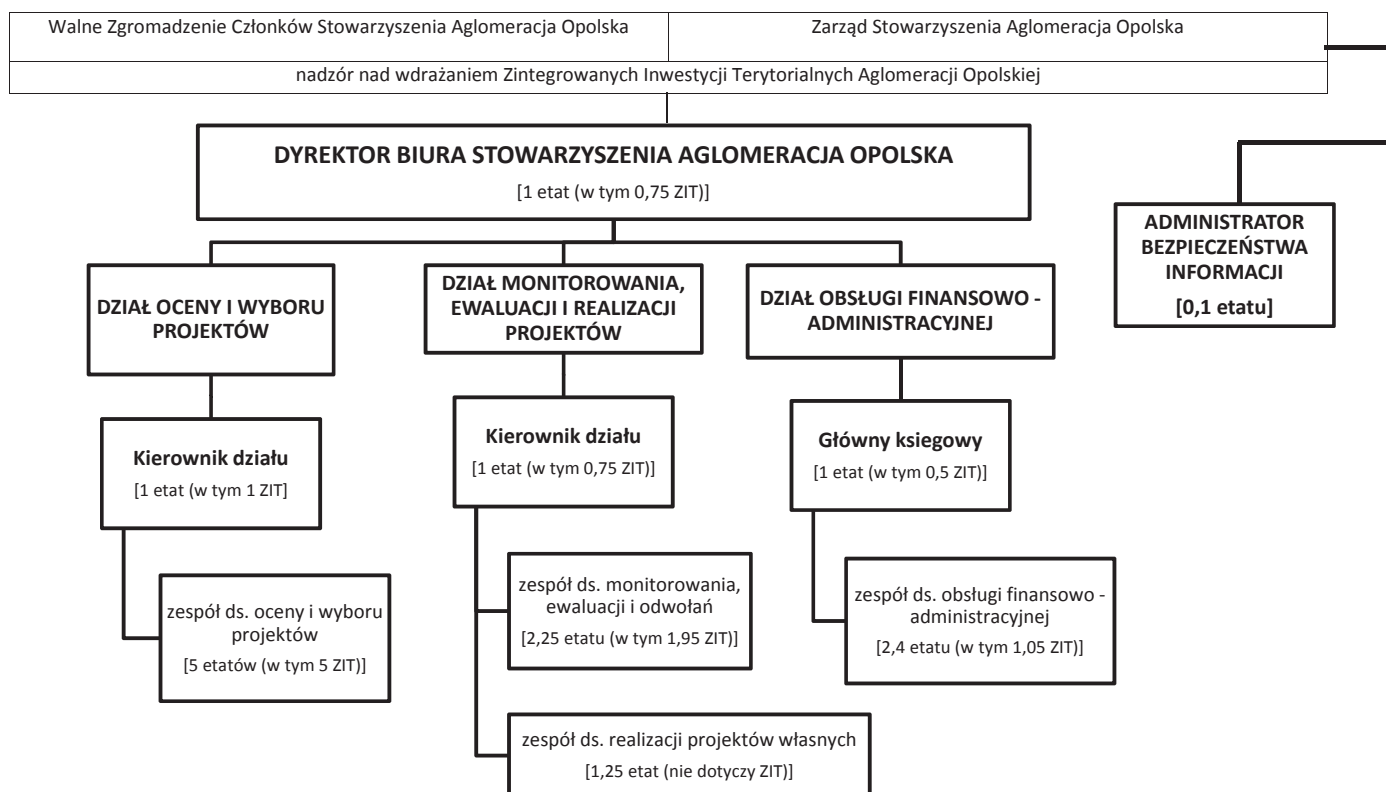 Walne Zgromadzenie Członków Stowarzyszenia Aglomeracja Opolska
Zarząd Stowarzyszenia Aglomeracja Opolska
nadzór nad wdrażaniem Zintegrowanych Inwestycji Terytorialnych Aglomeracji Opolskiej
DYREKTOR BIURA STOWARZYSZENIA AGLOMERACJA OPOLSKA
[1 etat (w tym 0,75 ZIT)]
ADMINISTRATOR
BEZPIECZEŃSTWA
INFORMACJI
[0,1 etatu]
DZIAŁ OCENY I WYBORU
PROJEKTÓW
DZIAŁ MONITOROWANIA,
EWALUACJI I REALIZACJI
PROJEKTÓW
DZIAŁ OBSŁUGI FINANSOWO -
ADMINISTRACYJNEJ
Kierownik działu
[1 etat (w tym 1 ZIT]
Kierownik działu
[1 etat (w tym 0,75 ZIT)]
Główny ksiegowy
[1 etat (w tym 0,5 ZIT)]
zespół ds. oceny i wyboru
projektów
[5 etatów (w tym 5 ZIT)]
zespół ds. monitorowania,
ewaluacji i odwołań
[2,25 etatu (w tym 1,95 ZIT)]
zespół ds. obsługi finansowo -
administracyjnej
[2,4 etatu (w tym 1,05 ZIT)]
zespół ds. realizacji projektów własnych
[1,25 etat (nie dotyczy ZIT)]